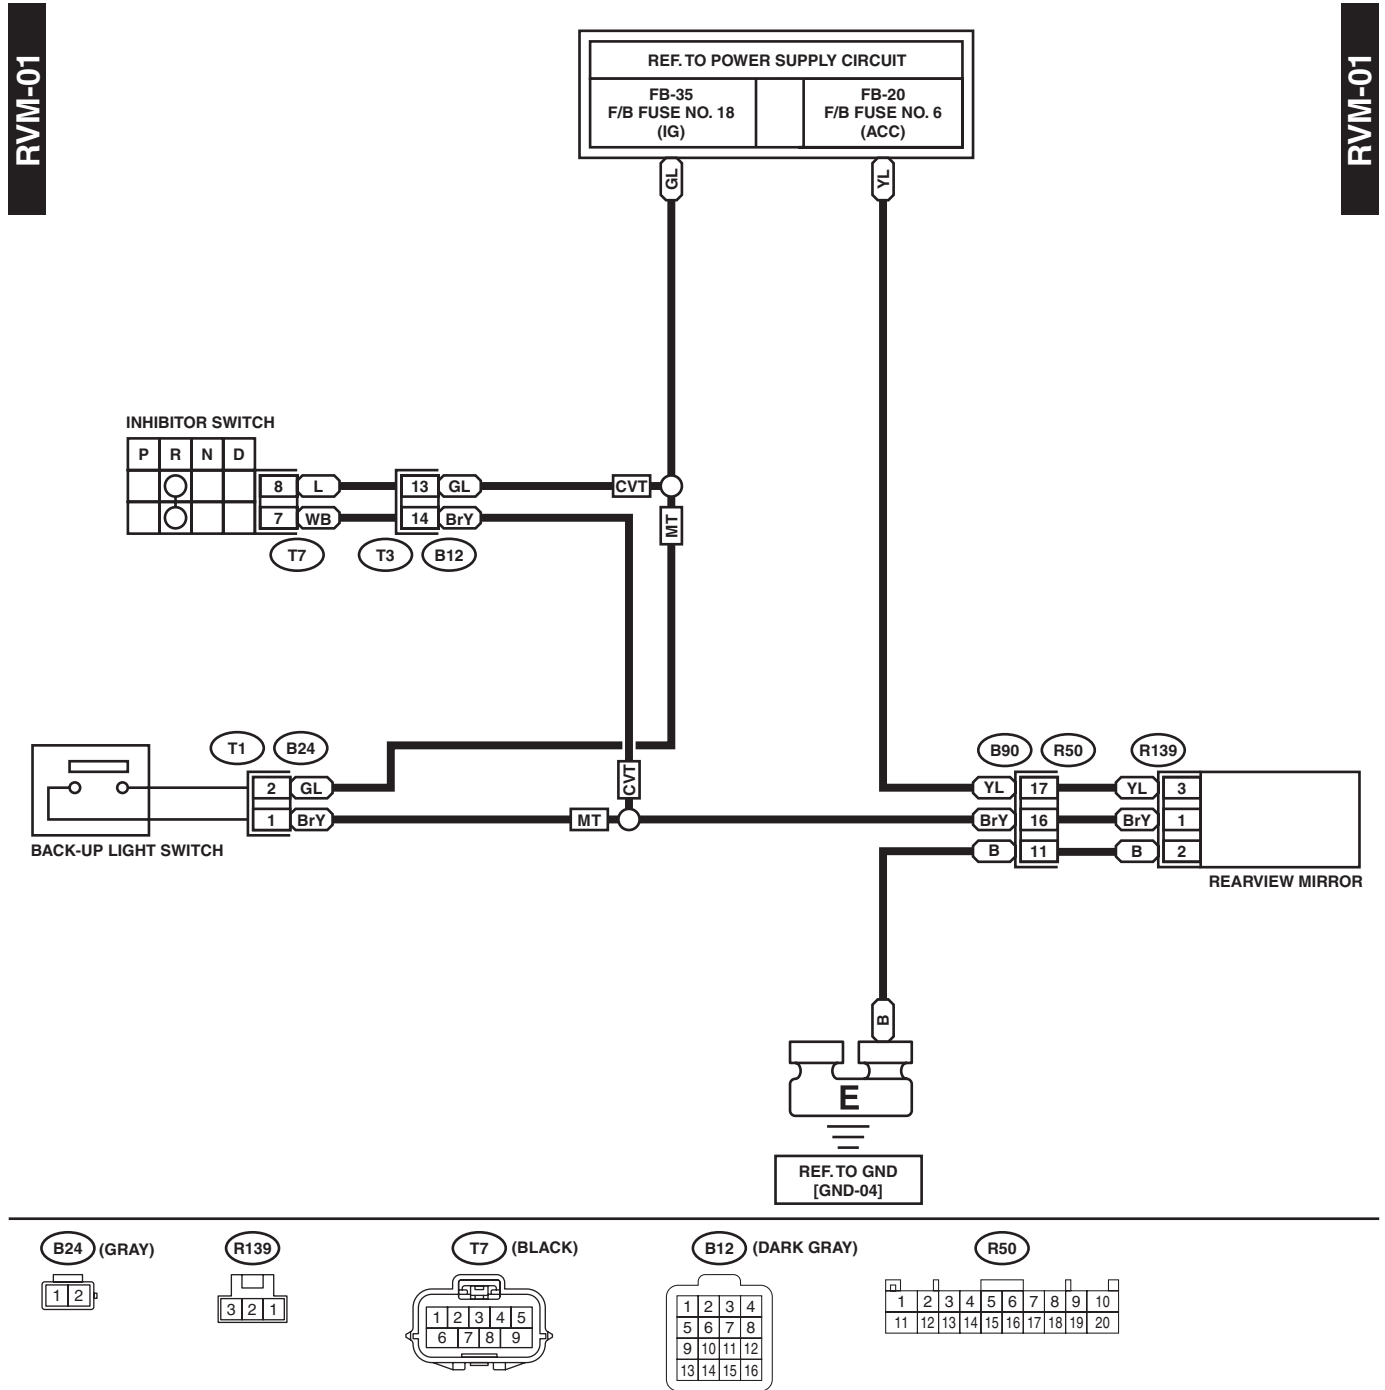 RVM-01
RVM-01
REF. TO POWER SUPPLY CIRCUIT
FB-35
F/B FUSE NO. 18
(IG)
FB-20
F/B FUSE NO. 6
(ACC)
GL
YL
INHIBITOR SWITCH
P R N D
8 L 13 GL CVT
7 WB 14 BrY
MT
T7 T3 B12
T1 B24
CVT
2 GL
1 BrY MT
BACK-UP LIGHT SWITCH
B90 R50 R139
YL 17 YL 3
BrY 16 BrY 1
B 11 B 2
REARVIEW MIRROR
B
E
REF. TO GND
[GND-04]
B24 (GRAY)
1 2
R139
3 2 1
T7 (BLACK)
1 2 3 4 5
6 7 8 9
B12 (DARK GRAY)
1 2 3 4
5 6 7 8
9 10 11 12
13 14 15 16
R50
1 2 3 4 5 6 7 8 9 10
11 12 13 14 15 16 17 18 19 20